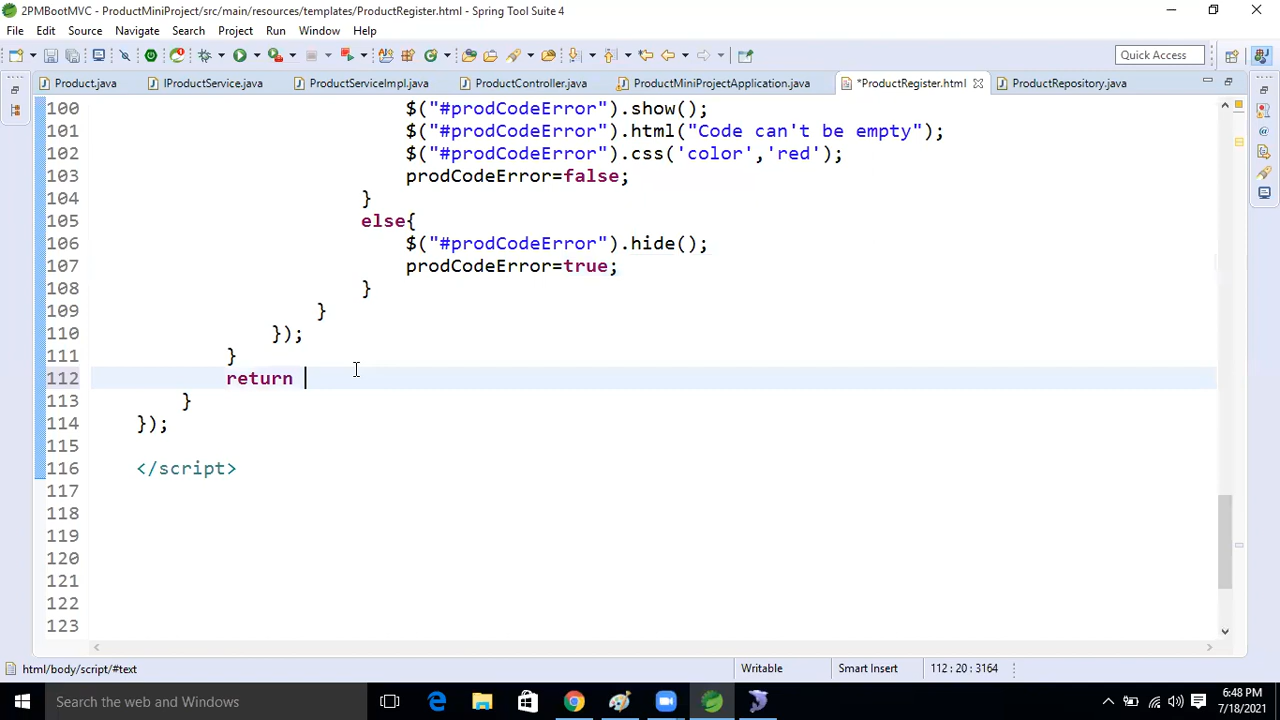 2PMBootMVC - ProductMiniProject/src/main/resources/templates/ProductRegister.html - Spring Tool Suite 4
File Edit Source Navigate Search Project Run Window Help
Quick Access
Product.java IProductService.java ProductServiceImpl.java ProductController.java ProductMiniProjectApplication.java *ProductRegister.html ProductRepository.java
100 $("#prodCodeError").show();
101 $("#prodCodeError").html("Code can't be empty");
102 $("#prodCodeError").css('color','red');
103 prodCodeError=false;
104 }
105 else{
106 $("#prodCodeError").hide();
107 prodCodeError=true;
108 }
109 }
110 });
111 }
112 return
113 }
114 });
115
116 </script>
117
118
119
120
121
122
123
html/body/script/#text Writable Smart Insert 112 : 20 : 3164
Search the web and Windows
6:48 PM
7/18/2021